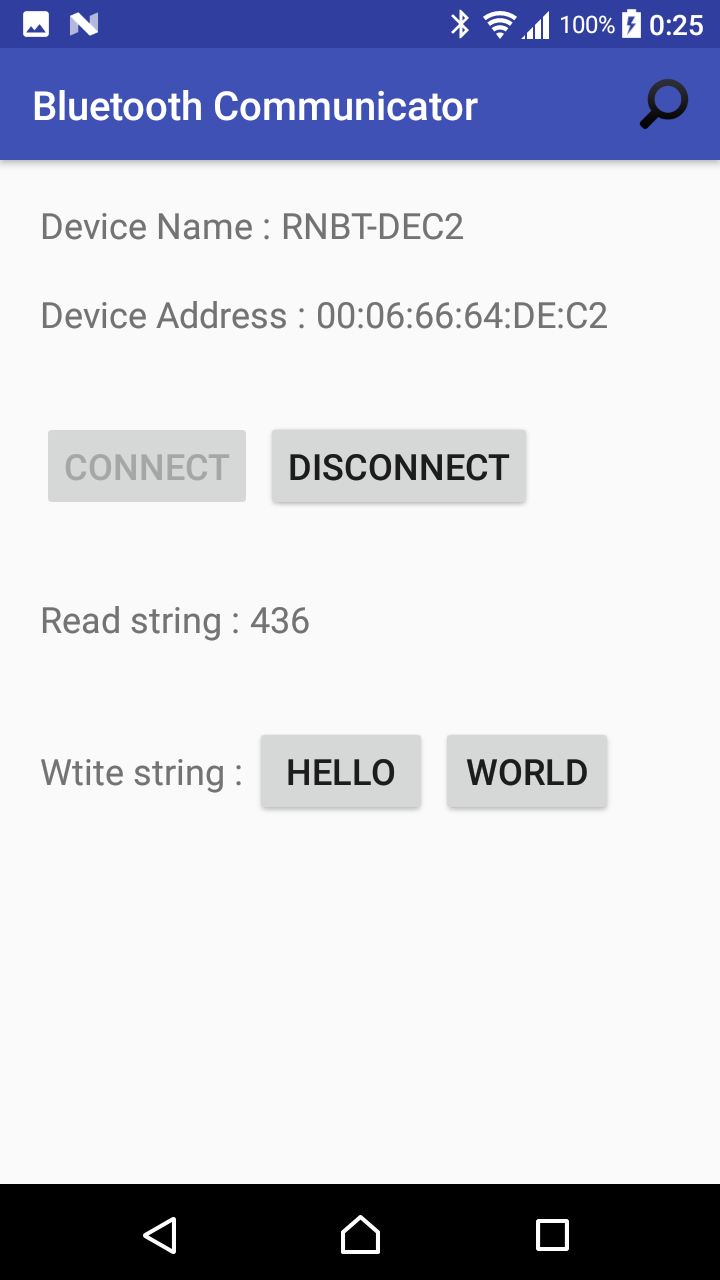 100% 0:25
Bluetooth Communicator
Device Name : RNBT-DEC2
Device Address : 00:06:66:64:DE:C2
CONNECT DISCONNECT
Read string : 436
Wtite string : HELLO WORLD